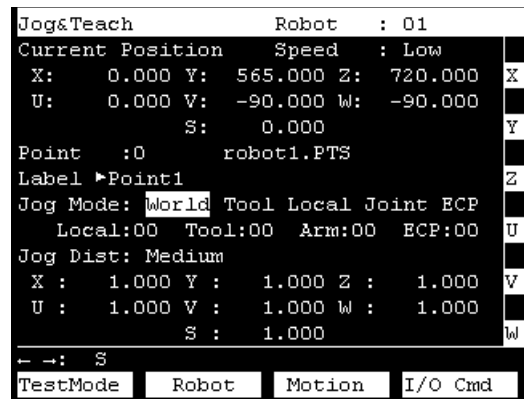 Jog&Teach Robot : 01
Current Position Speed : Low
X: 0.000 Y: 565.000 Z: 720.000 X
U: 0.000 V: -90.000 W: -90.000
S: 0.000 Y
Point :0 robot1.PTS
Label ▶Point1 Z
Jog Mode: World Tool Local Joint ECP
Local:00 Tool:00 Arm:00 ECP:00 U
Jog Dist: Medium
X : 1.000 Y : 1.000 Z : 1.000 V
U : 1.000 V : 1.000 W : 1.000
S : 1.000 W
← →: S
TestMode Robot Motion I/O Cmd